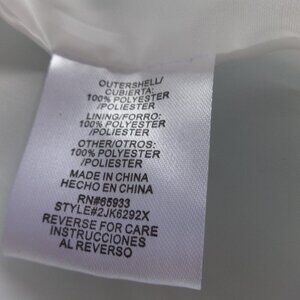 OUTERSHELL/
CUBIERTA:
100% POLYESTER
/POLIESTER
LINING/FORRO:
100% POLYESTER
/POLIESTER
OTHER/OTROS:
100% POLYESTER
/POLIESTER
MADE IN CHINA
HECHO EN CHINA
RN#65933
STYLE#2JK6292X
REVERSE FOR CARE
INSTRUCCIONES
AL REVERSO